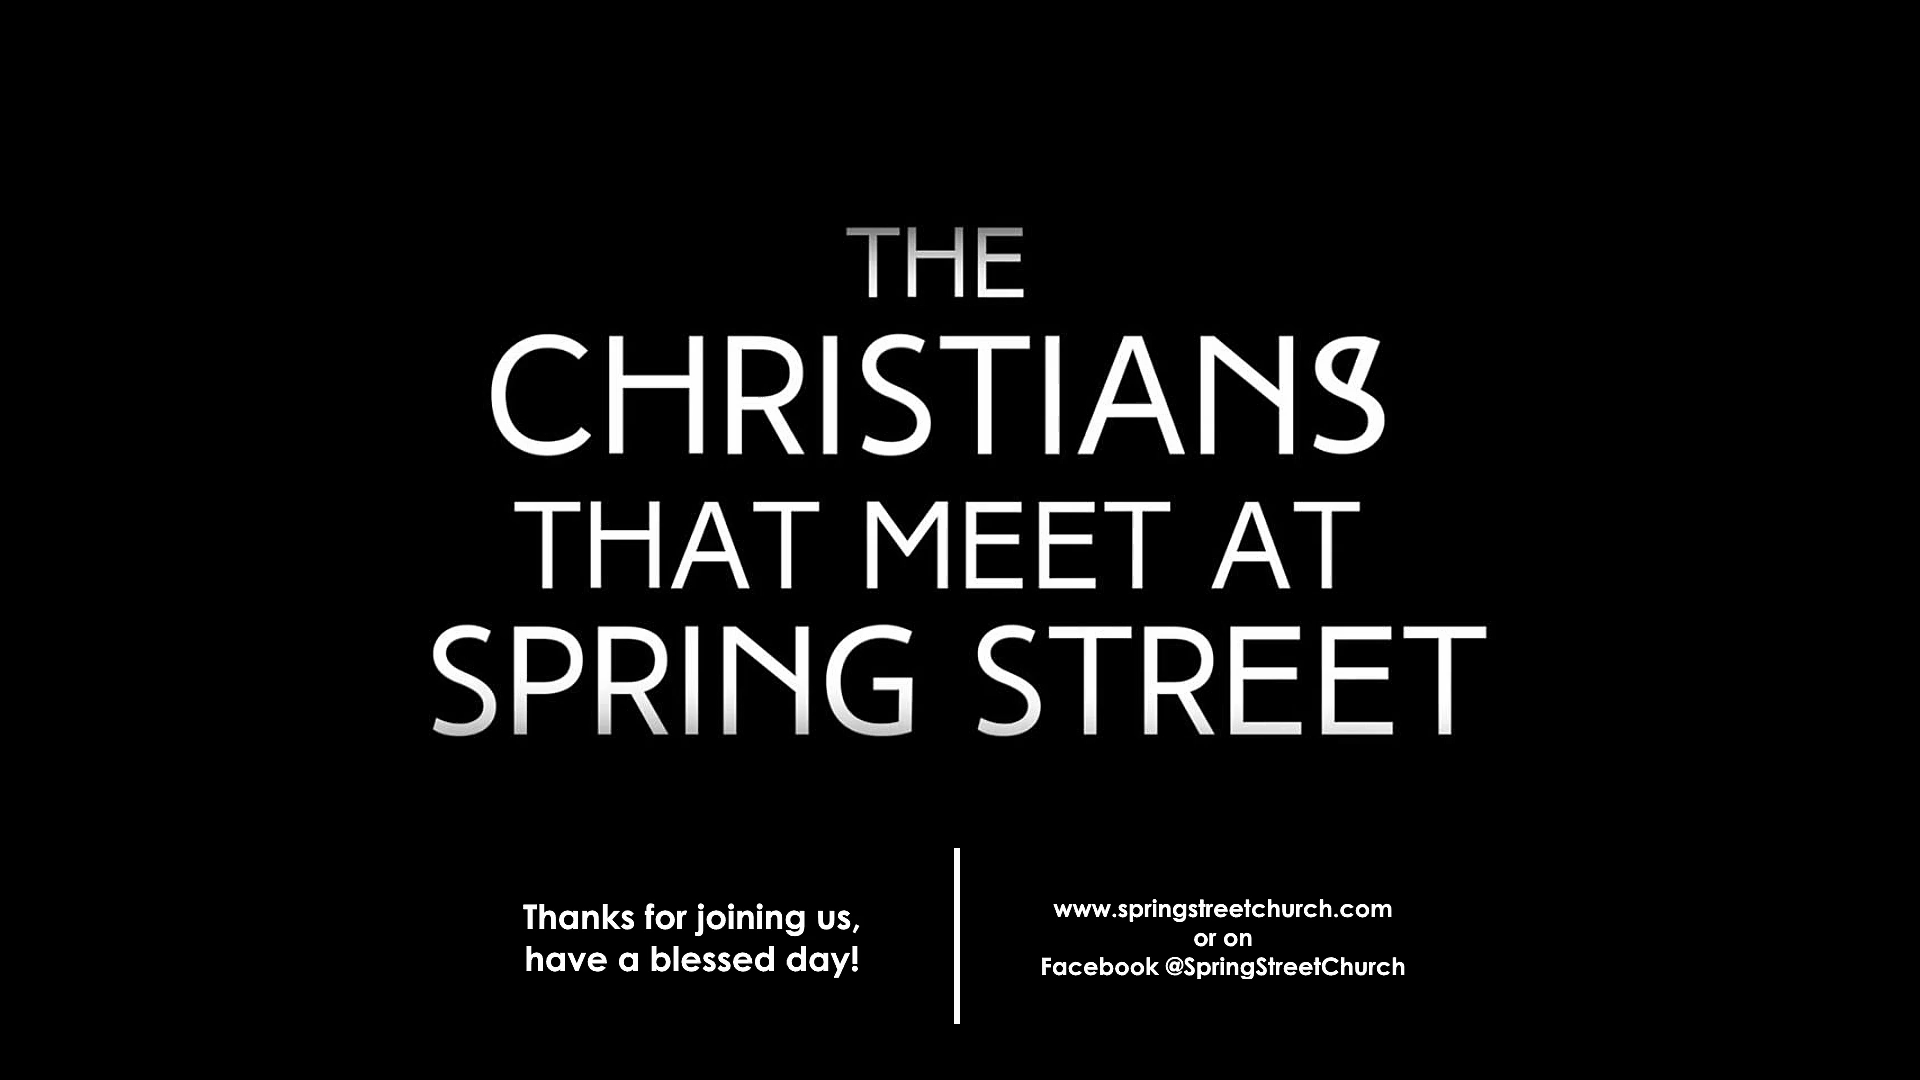 THE
CHRISTIANS
THAT MEET AT
SPRING STREET
Thanks for joining us,
have a blessed day!
www.springstreetchurch.com
or on
Facebook @SpringStreetChurch